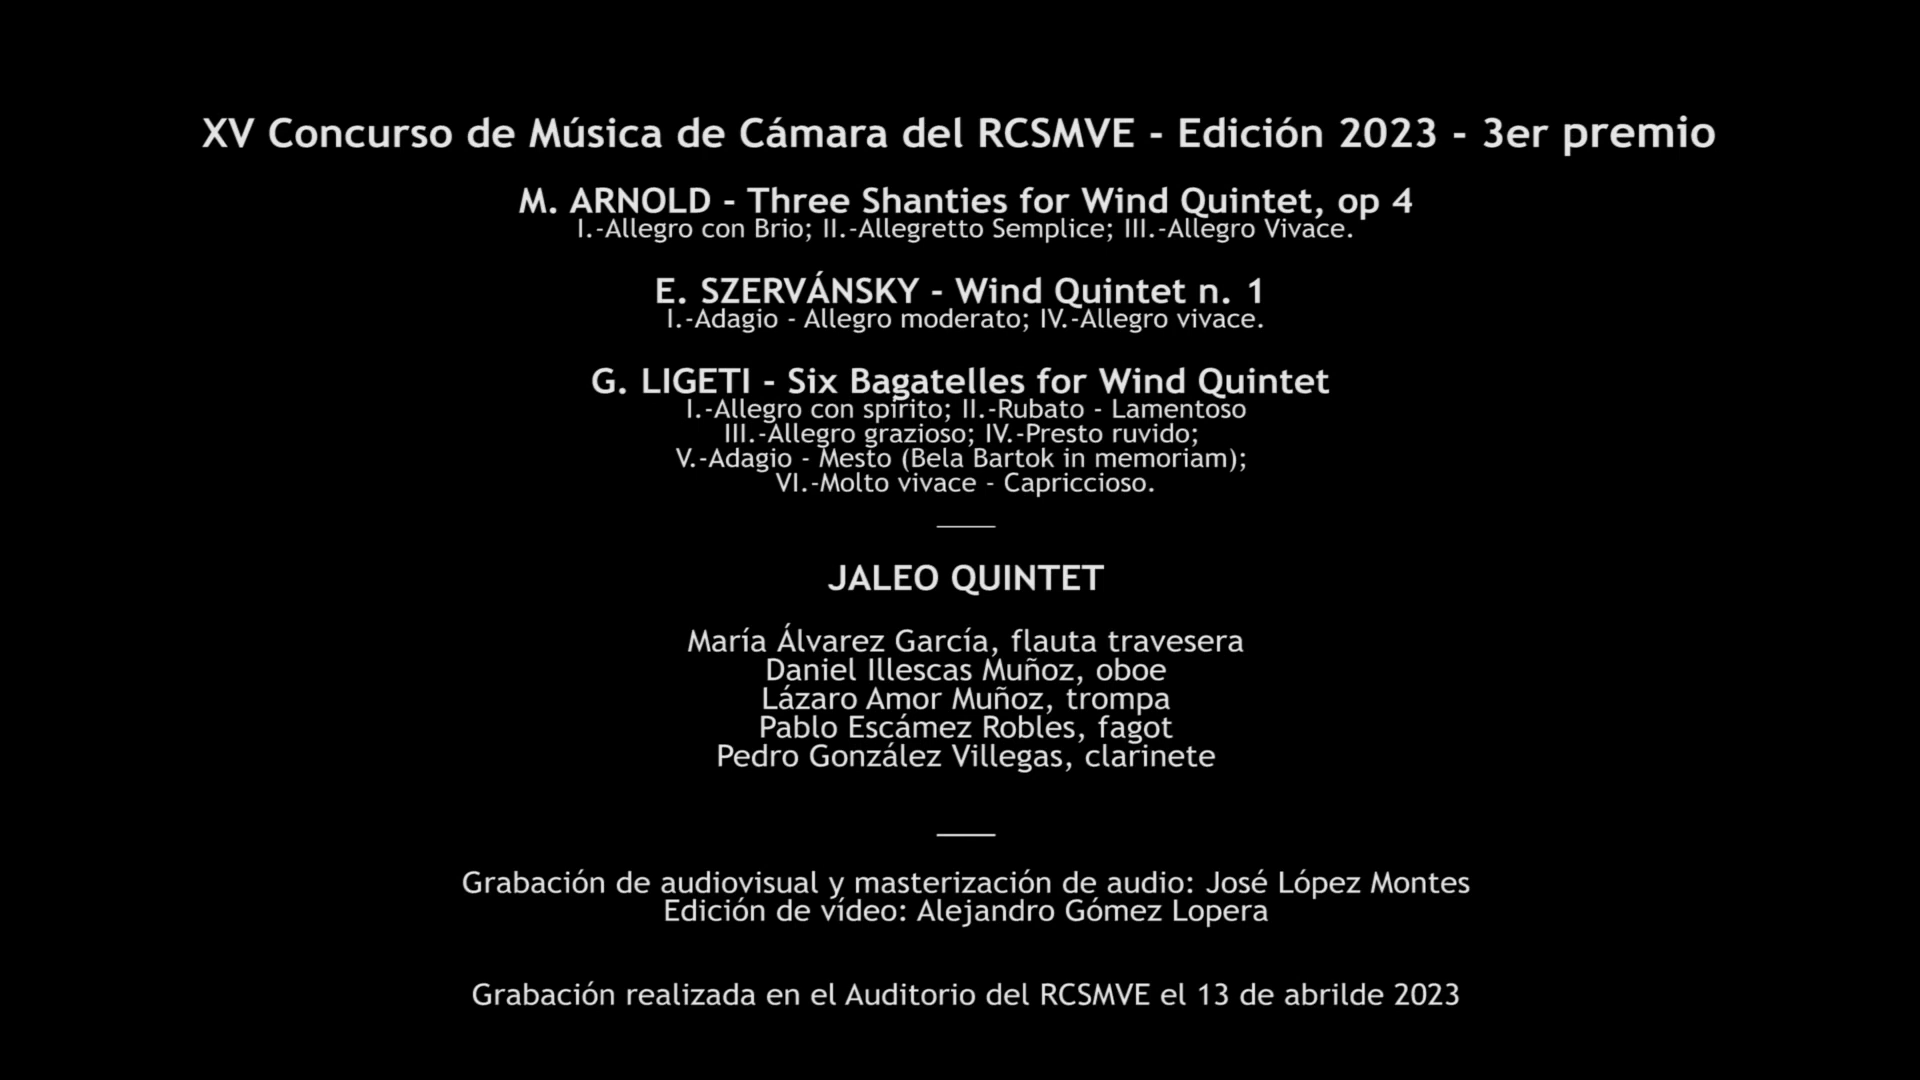 XV Concurso de Música de Cámara del RCSMVE - Edición 2023 - 3er premio
M. ARNOLD - Three Shanties for Wind Quintet, op 4
I.-Allegro con Brio; II.-Allegretto Semplice; III.-Allegro Vivace.
E. SZERVÁNSKY - Wind Quintet n. 1
I.-Adagio - Allegro moderato; IV.-Allegro vivace.
G. LIGETI - Six Bagatelles for Wind Quintet
I.-Allegro con spirito; II.-Rubato - Lamentoso
III.-Allegro grazioso; IV.-Presto ruvido;
V.-Adagio - Mesto (Bela Bartok in memoriam);
VI.-Molto vivace - Capriccioso.
JALEO QUINTET
María Álvarez García, flauta travesera
Daniel Illescas Muñoz, oboe
Lázaro Amor Muñoz, trompa
Pablo Escámez Robles, fagot
Pedro González Villegas, clarinete
Grabación de audiovisual y masterización de audio: José López Montes
Edición de vídeo: Alejandro Gómez Lopera
Grabación realizada en el Auditorio del RCSMVE el 13 de abrilde 2023